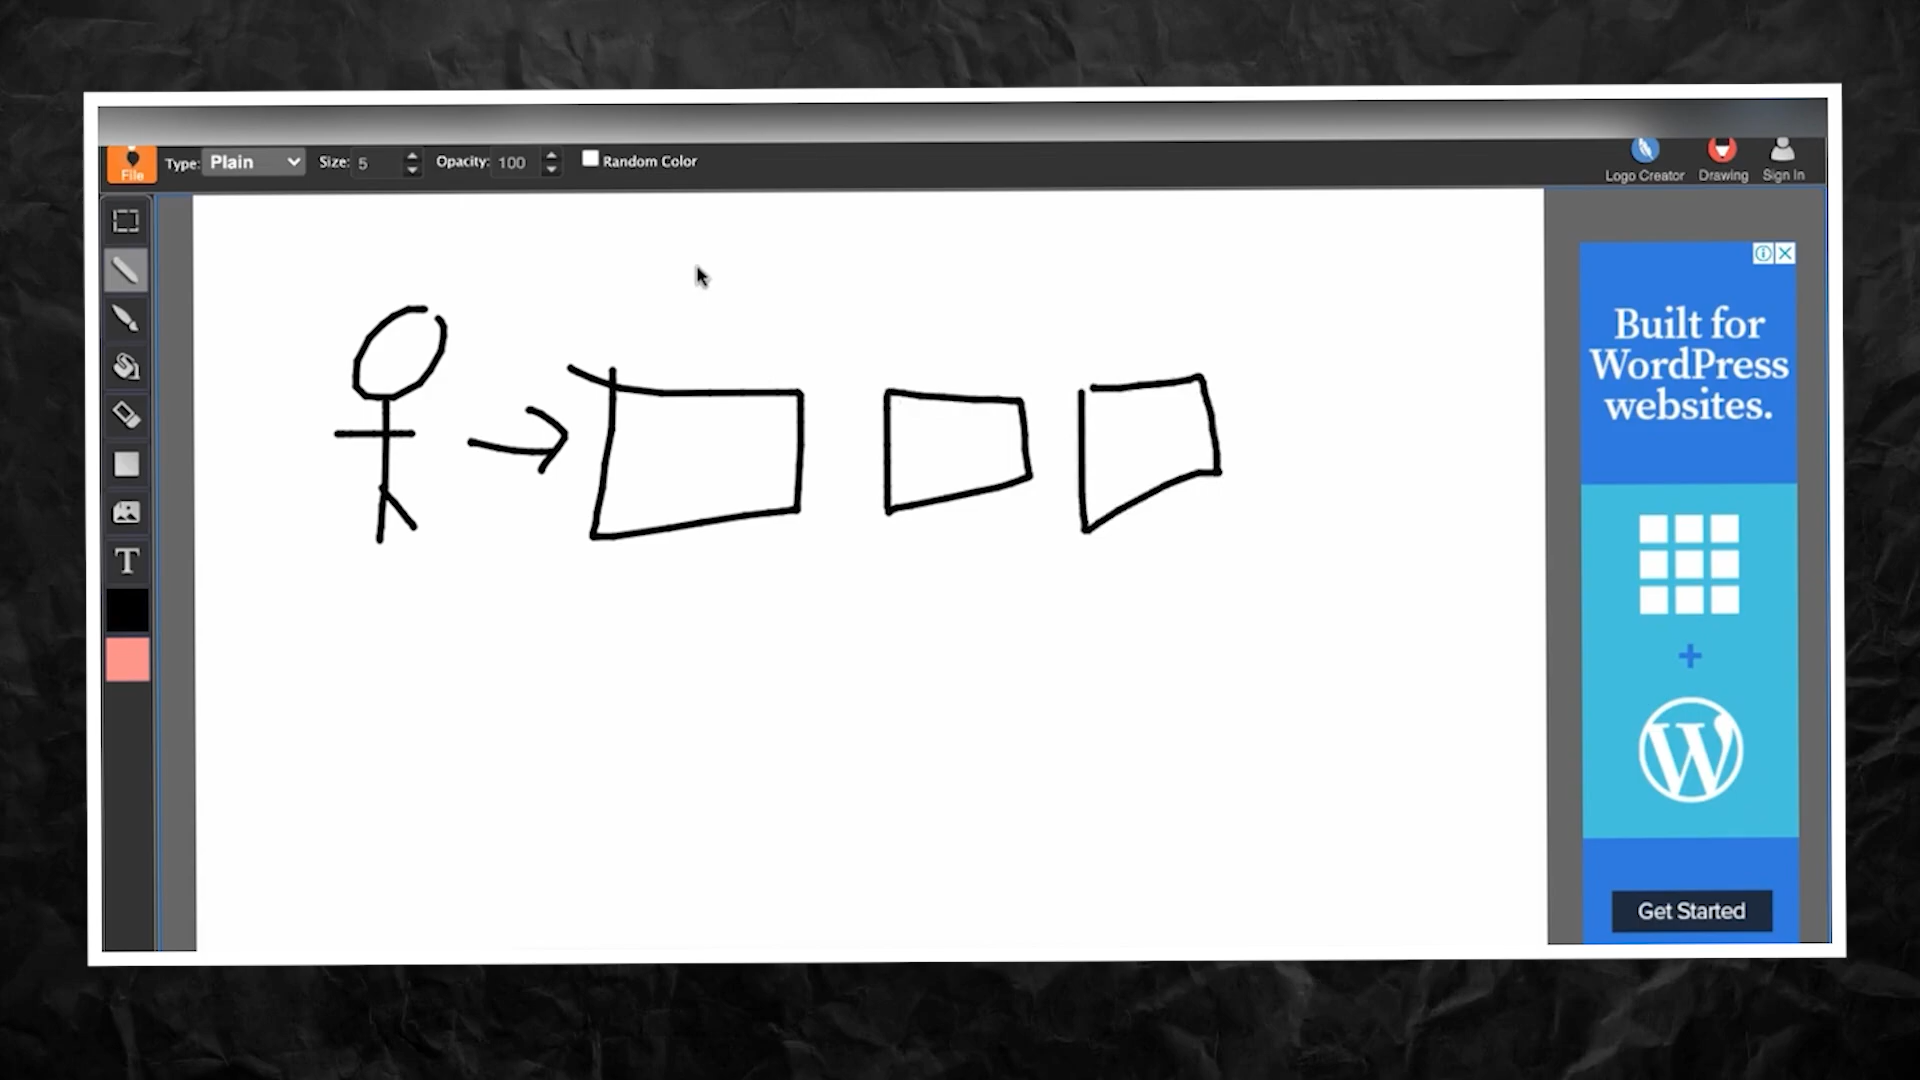 File
Type: Plain Size: 5 Opacity: 100 Random Color
Logo Creator Drawing Sign In
T
Built for
WordPress
websites.
+
W
Get Started